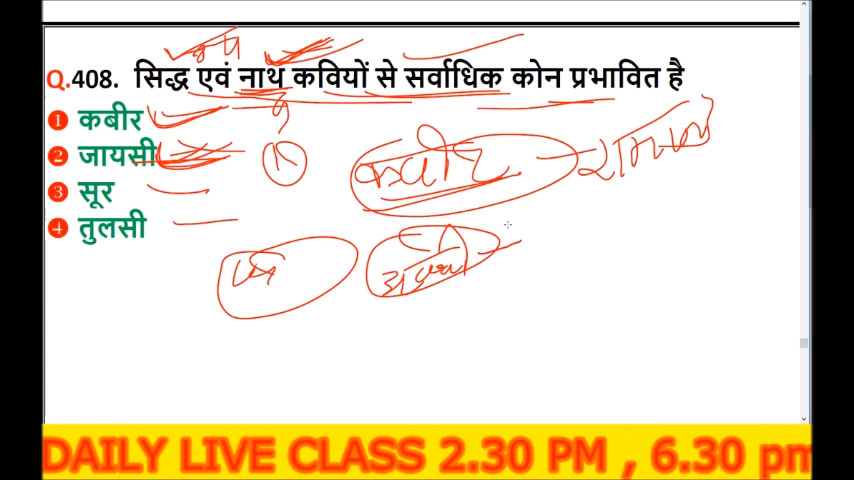 Q.408. सिद्ध एवं नाथ कवियों से सर्वाधिक कोन प्रभावित है
1 कबीर
2 जायसी
3 सूर
4 तुलसी
कबीर
DAILY LIVE CLASS 2.30 PM , 6.30 pm